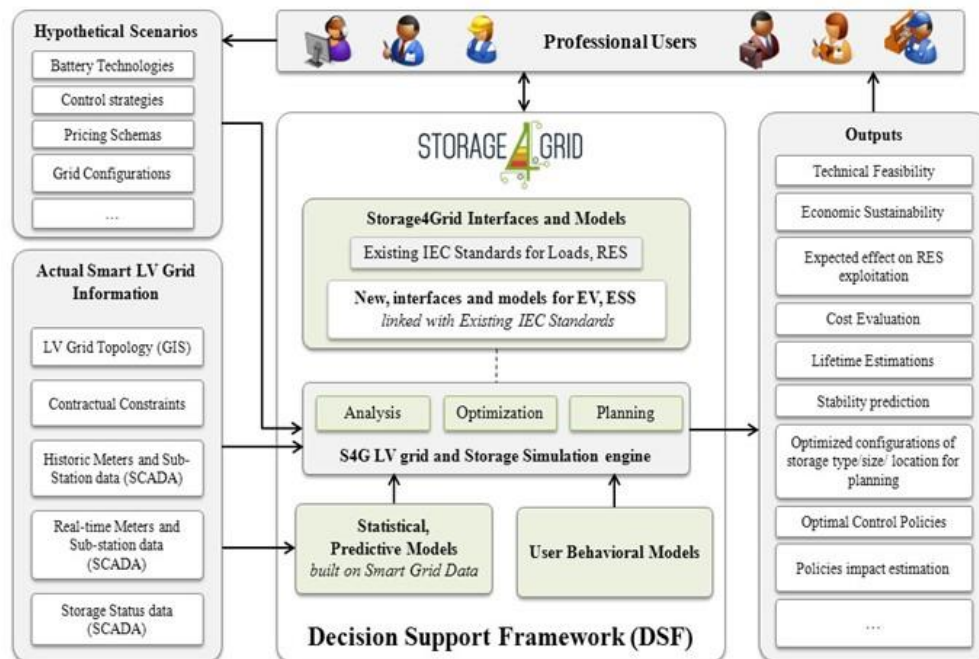 Hypothetical Scenarios
Battery Technologies
Control strategies
Pricing Schemas
Grid Configurations
…
Actual Smart LV Grid
Information
LV Grid Topology (GIS)
Contractual Constraints
Historic Meters and Sub-
Station data (SCADA)
Real-time Meters and
Sub-station data
(SCADA)
Storage Status data
(SCADA)
Professional Users
STORAGE4GRID
Storage4Grid Interfaces and Models
Existing IEC Standards for Loads, RES
New, interfaces and models for EV, ESS
linked with Existing IEC Standards
Analysis
Optimization
Planning
S4G LV grid and Storage Simulation engine
Statistical,
Predictive Models
built on Smart Grid Data
User Behavioral Models
Decision Support Framework (DSF)
Outputs
Technical Feasibility
Economic Sustainability
Expected effect on RES
exploitation
Cost Evaluation
Lifetime Estimations
Stability prediction
Optimized configurations of
storage type/size/ location for
planning
Optimal Control Policies
Policies impact estimation
…